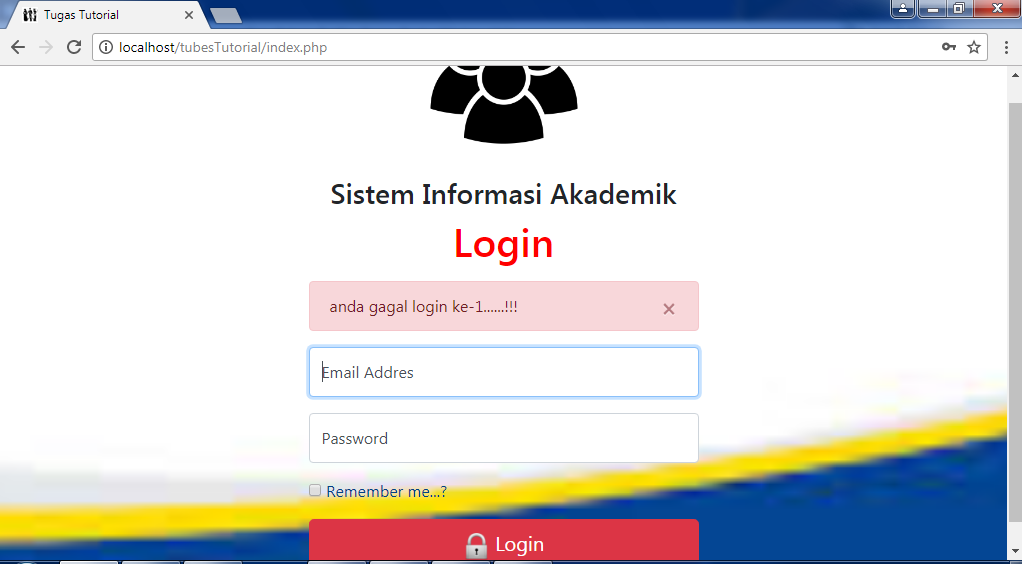 Tugas Tutorial
localhost/tubesTutorial/index.php
Sistem Informasi Akademik
Login
anda gagal login ke-1......!!!
Email Addres
Password
Remember me...?
Login